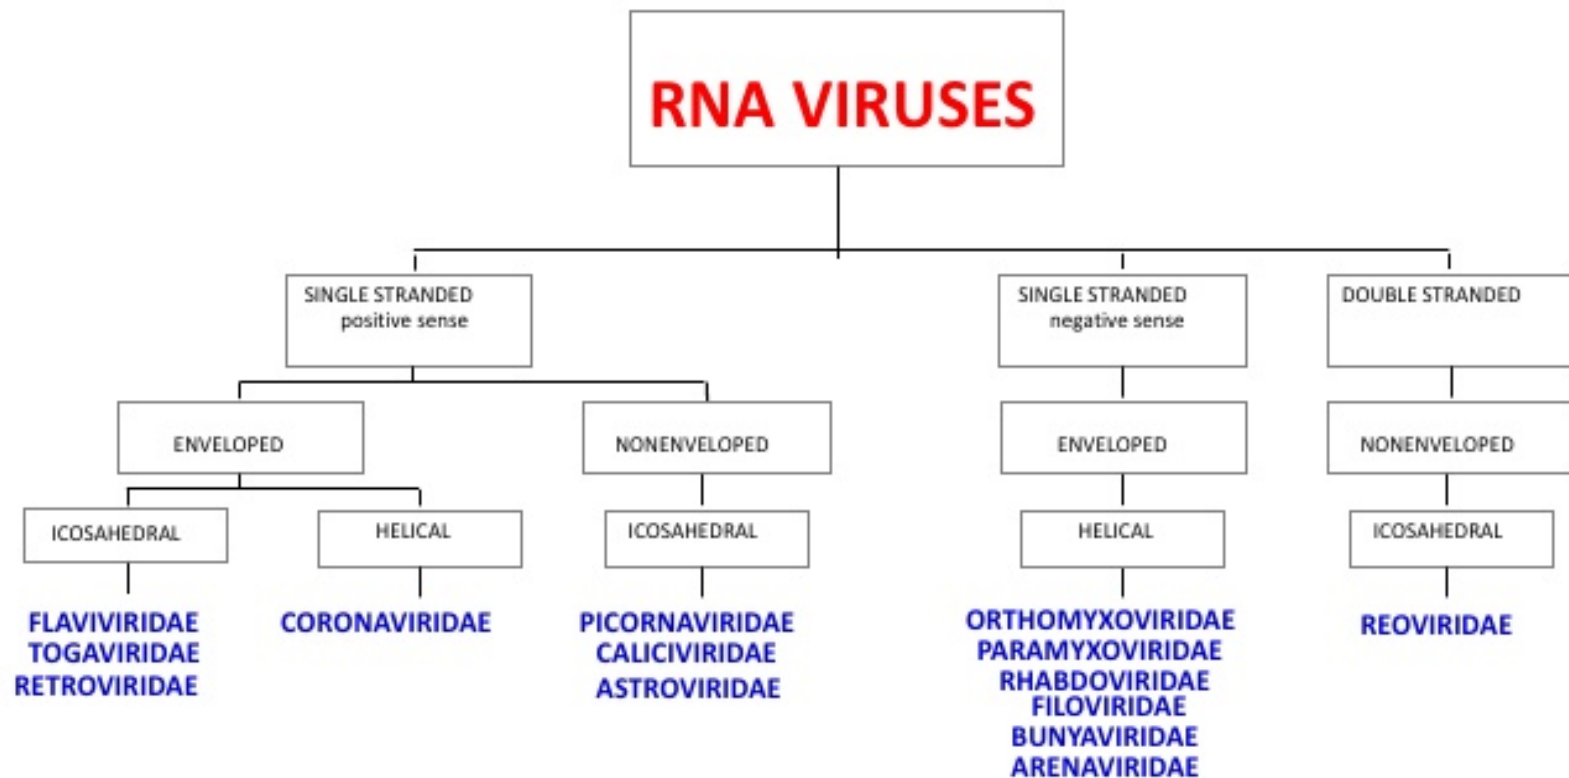 RNA VIRUSES
SINGLE STRANDED
positive sense
SINGLE STRANDED
negative sense
DOUBLE STRANDED
ENVELOPED
NONENVELOPED
ENVELOPED
NONENVELOPED
ICOSAHEDRAL
HELICAL
ICOSAHEDRAL
HELICAL
ICOSAHEDRAL
FLAVIVIRIDAE
TOGAVIRIDAE
RETROVIRIDAE
CORONAVIRIDAE
PICORNAVIRIDAE
CALICIVIRIDAE
ASTROVIRIDAE
ORTHOMYXOVIRIDAE
PARAMYXOVIRIDAE
RHABDOVIRIDAE
FILOVIRIDAE
BUNYAVIRIDAE
ARENAVIRIDAE
REOVIRIDAE